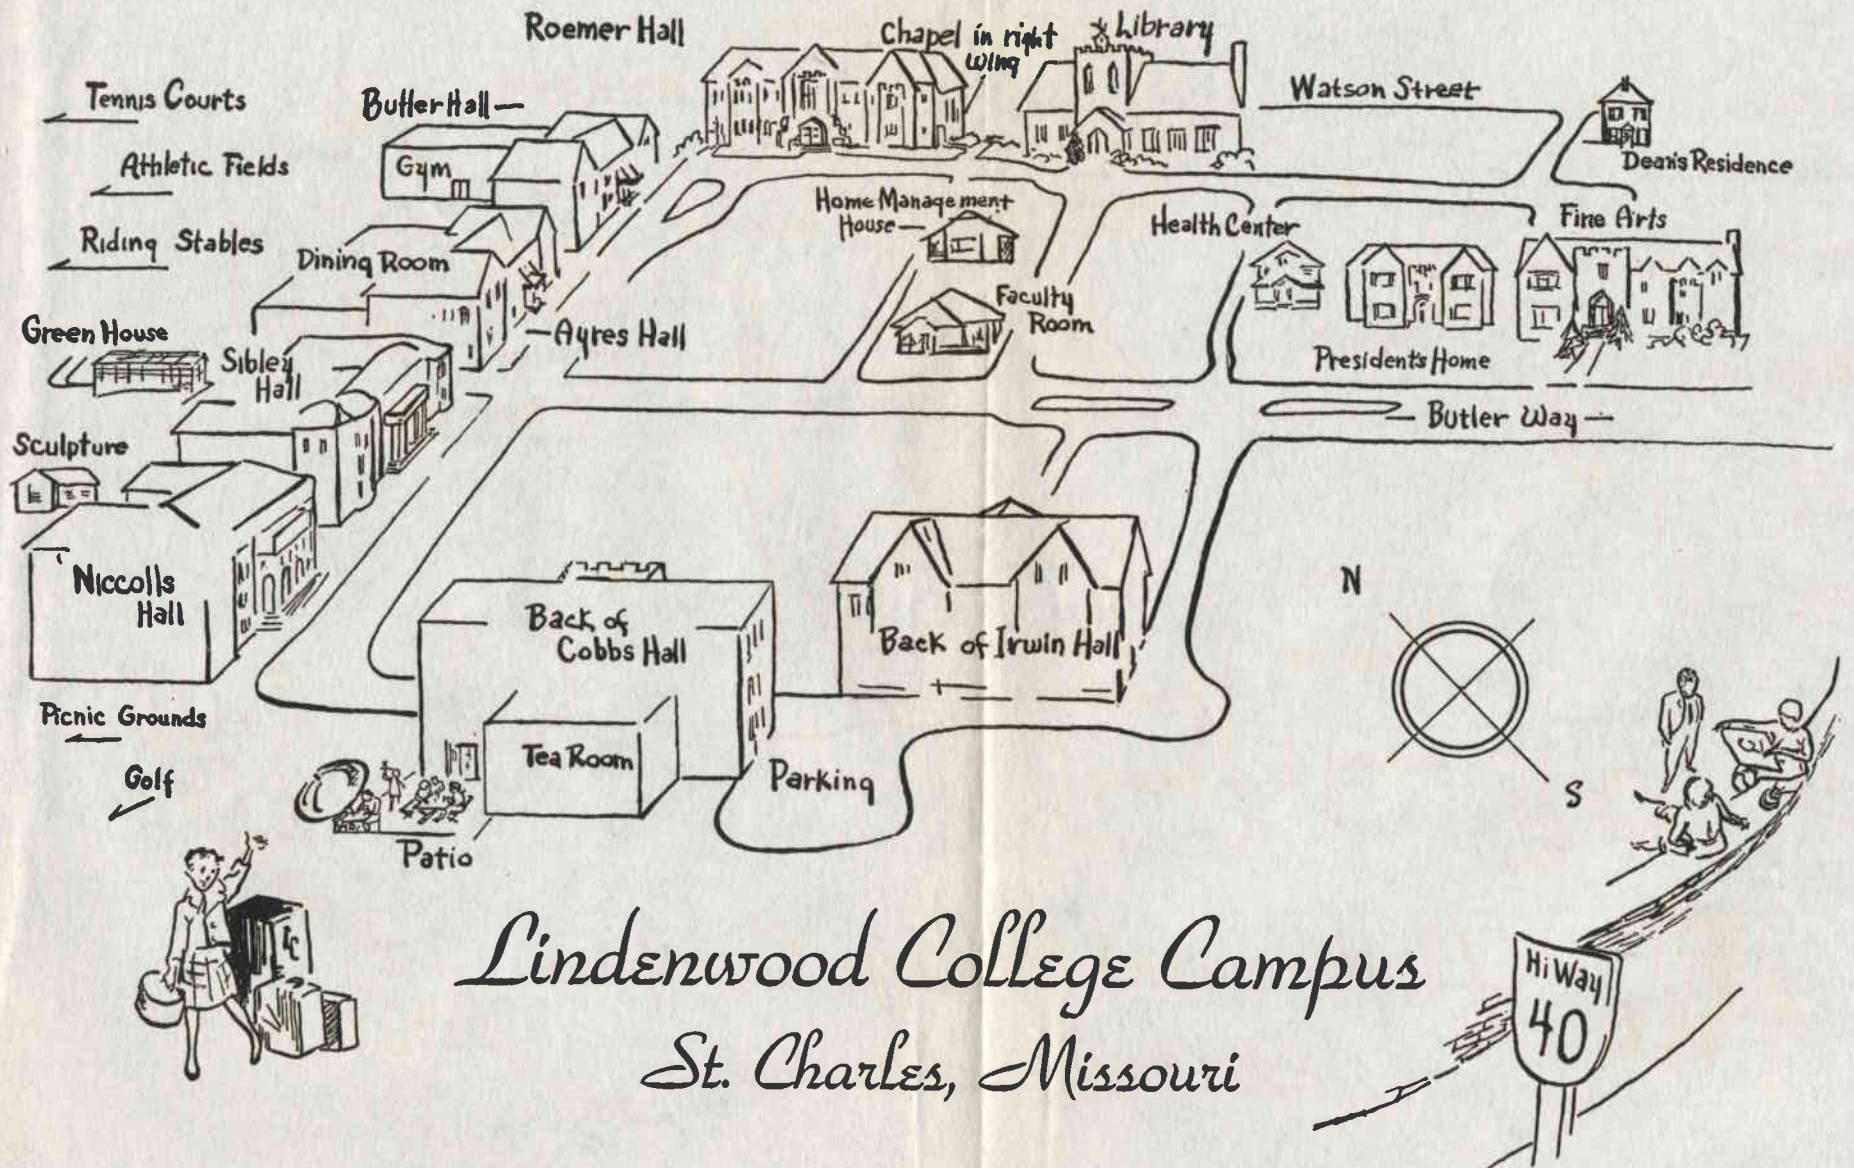 Roemer Hall
Chapel in right
wing
Library
Tennis Courts
Butler Hall
Watson Street
Athletic Fields
Gym
Dean's Residence
Home Management
House
Health Center
Fine Arts
Riding Stables
Dining Room
Faculty
Room
Green House
Ayres Hall
Sibley
Hall
President's Home
Butler Way
Sculpture
Niccolls
Hall
N
Back of
Cobbs Hall
Back of Irwin Hall
Picnic Grounds
Tea Room
Parking
Golf
S
Patio
LC
Lindenwood College Campus
HiWay
40
St. Charles, Missouri